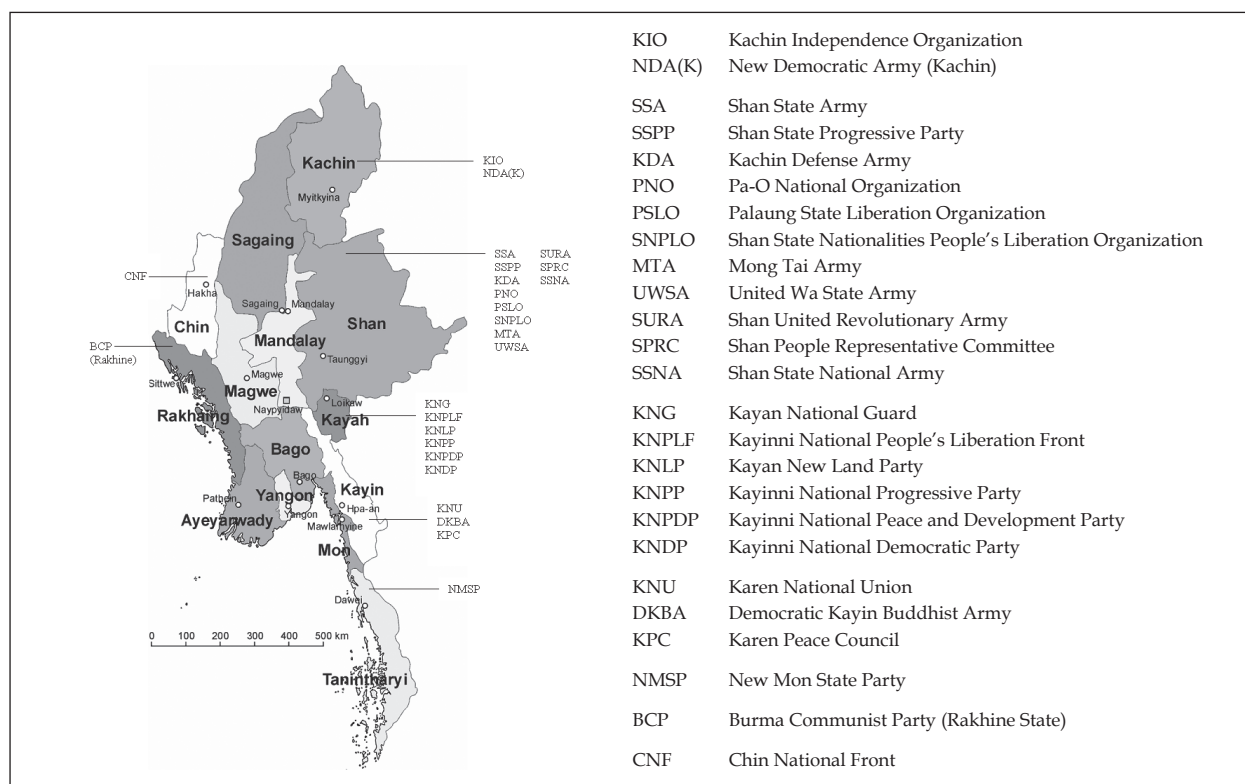 Kachin
KIO
NDA(K)
Myitkyina
Sagaing
CNF
Hakha
SSA SURA
SSPP SPRC
KDA SSNA
PNO
PSLO
SNPLO
MTA
UWSA
Sagaing Mandalay
Chin
Shan
Mandalay
BCP
(Rakhine)
Taunggyi
Sittwe
Magwe
Magwe
Rakhaing
Naypyidaw
Loikaw
Kayah
KNG
KNPLF
KNLP
KNPP
KNPDP
KNDP
Bago
Bago
Kayin
Pathein
Yangon
Yangon
Hpa-an
Ayeyarwady
Mawlamyine
KNU
DKBA
KPC
Mon
NMSP
Dawei
0 100 200 300 400 500 km
Tanintharyi
KIO Kachin Independence Organization
NDA(K) New Democratic Army (Kachin)
SSA Shan State Army
SSPP Shan State Progressive Party
KDA Kachin Defense Army
PNO Pa-O National Organization
PSLO Palaung State Liberation Organization
SNPLO Shan State Nationalities People's Liberation Organization
MTA Mong Tai Army
UWSA United Wa State Army
SURA Shan United Revolutionary Army
SPRC Shan People Representative Committee
SSNA Shan State National Army
KNG Kayan National Guard
KNPLF Kayinni National People's Liberation Front
KNLP Kayan New Land Party
KNPP Kayinni National Progressive Party
KNPDP Kayinni National Peace and Development Party
KNDP Kayinni National Democratic Party
KNU Karen National Union
DKBA Democratic Kayin Buddhist Army
KPC Karen Peace Council
NMSP New Mon State Party
BCP Burma Communist Party (Rakhine State)
CNF Chin National Front